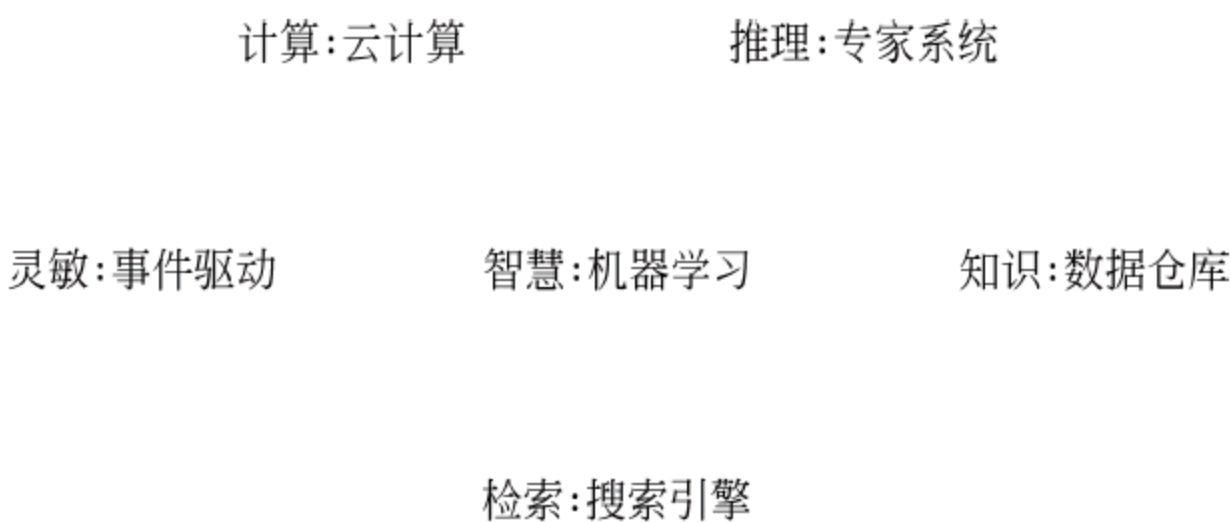 计算:云计算
推理:专家系统
灵敏:事件驱动
智慧:机器学习
知识:数据仓库
检索:搜索引擎